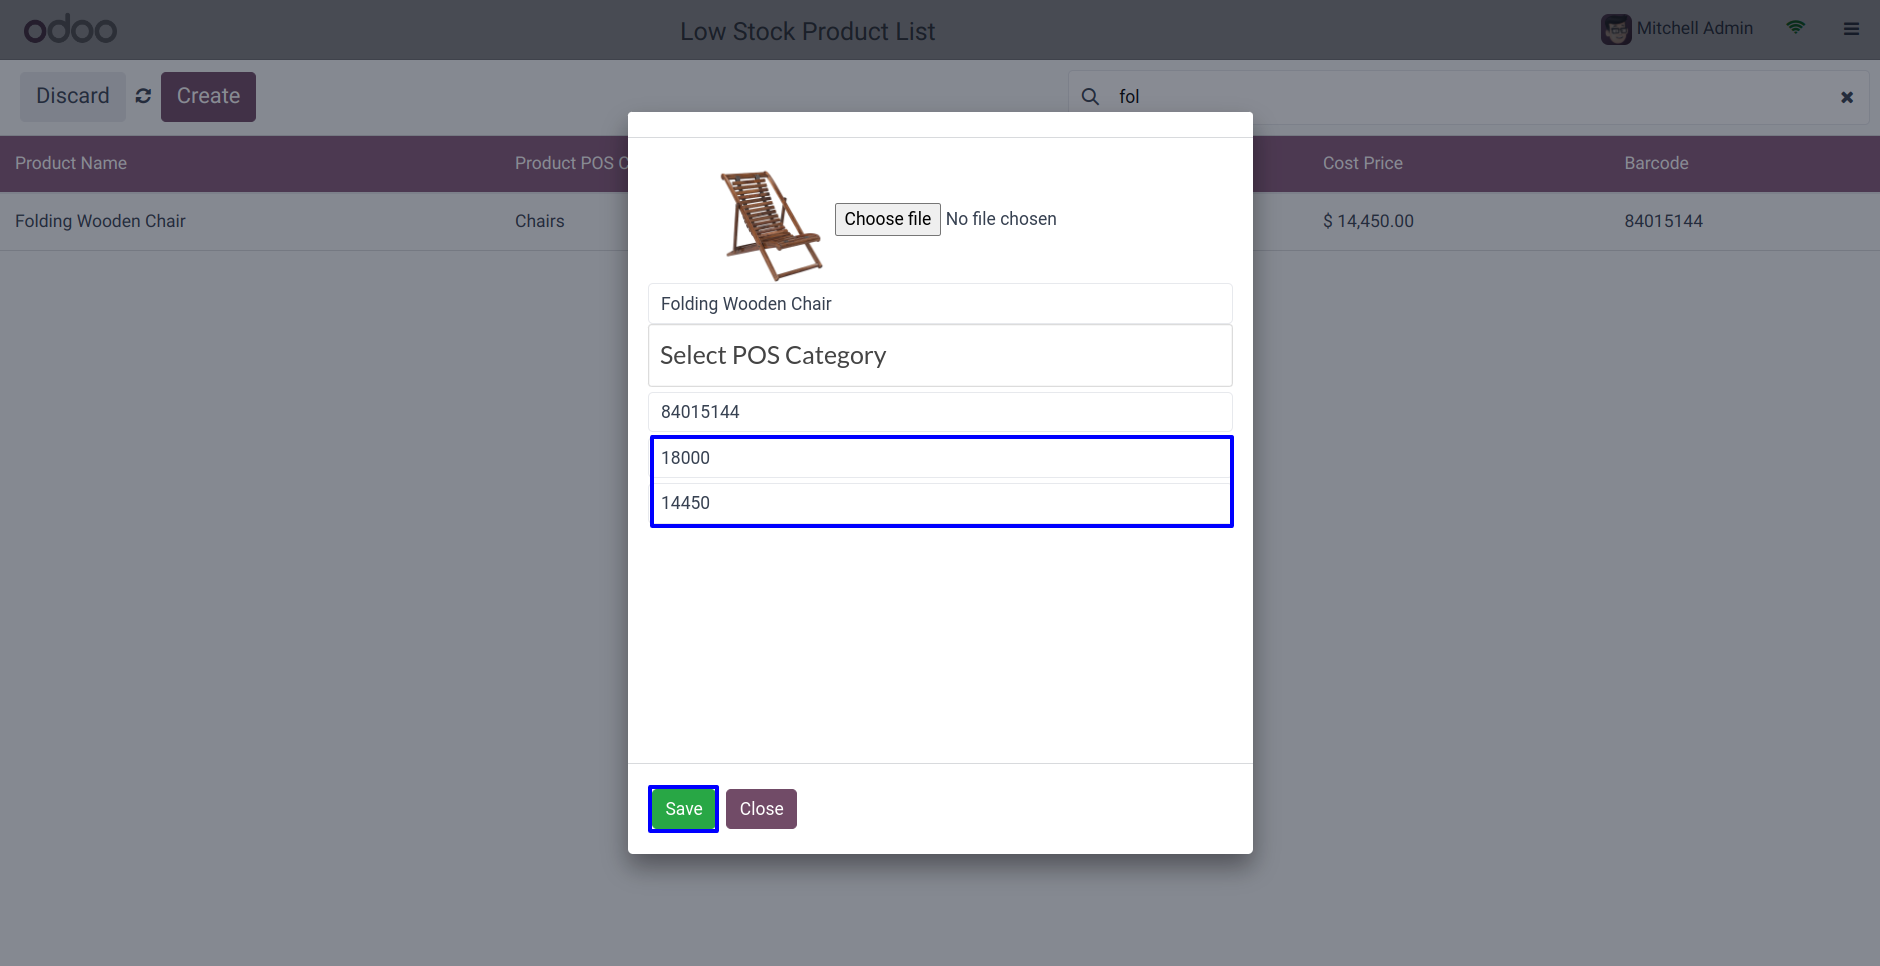 odoo
Low Stock Product List
Mitchell Admin
Discard
Create
fol
Product Name
Product POS C
Cost Price
Barcode
Folding Wooden Chair
Chairs
$ 14,450.00
84015144
Choose file No file chosen
Folding Wooden Chair
Select POS Category
84015144
18000
14450
Save
Close